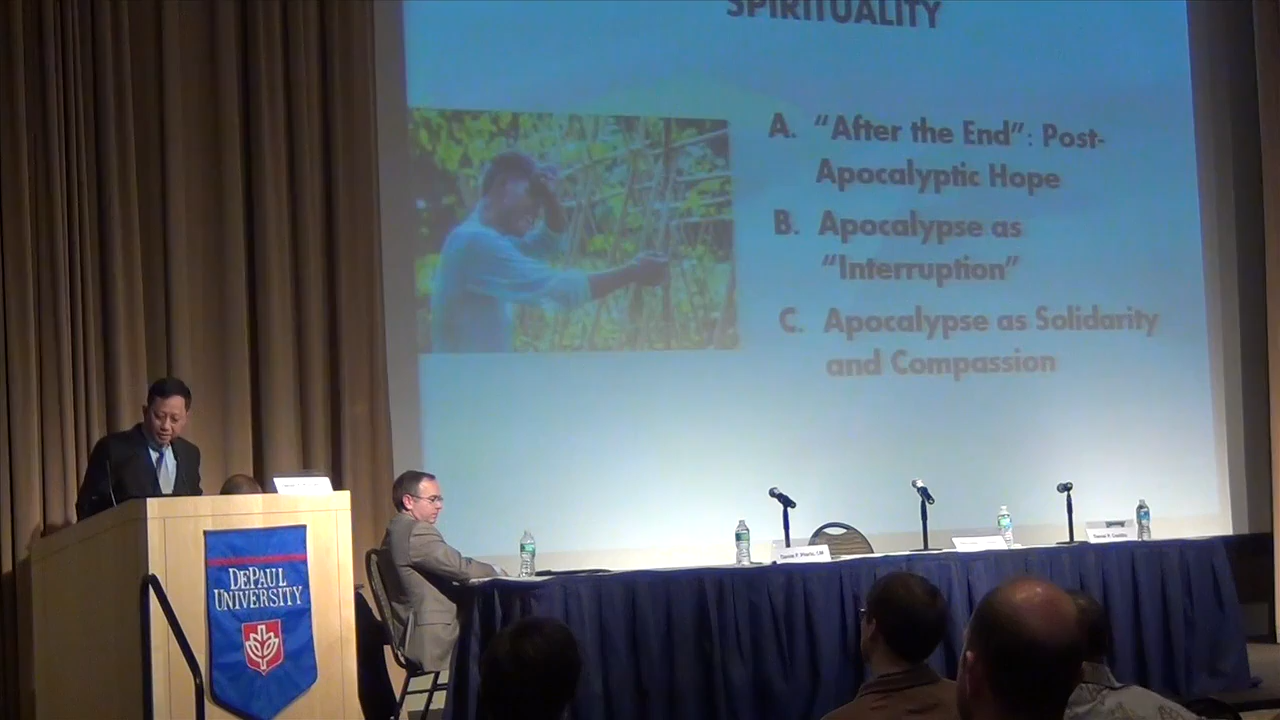 SPIRITUALITY
A. "After the End": Post-
Apocalyptic Hope
B. Apocalypse as
"Interruption"
C. Apocalypse as Solidarity
and Compassion
DEPAUL
UNIVERSITY